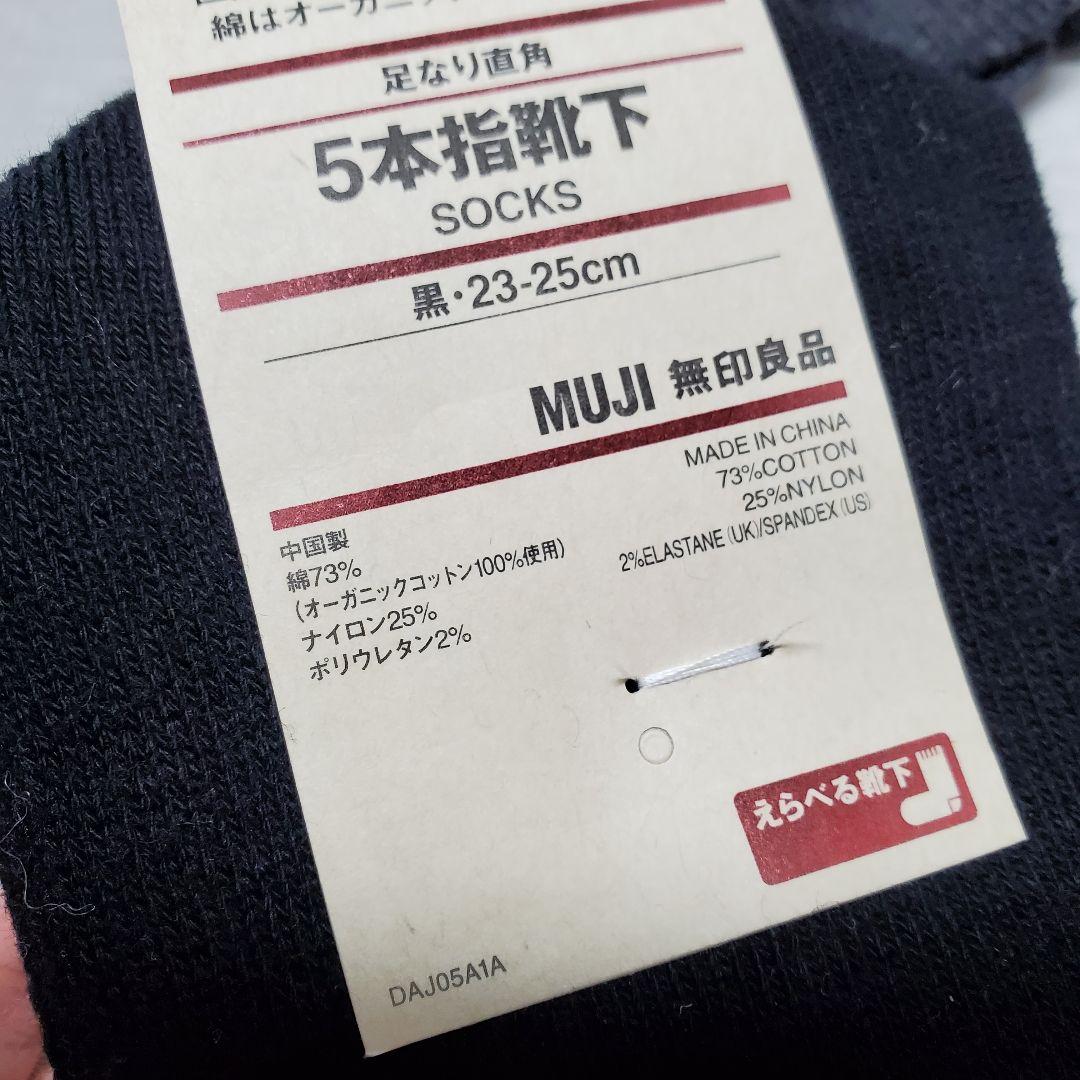 綿はオーガニック
足なり直角
5本指靴下
SOCKS
黒・23-25cm
MUJI 無印良品
MADE IN CHINA
73%COTTON
25%NYLON
2%ELASTANE(UK)/SPANDEX(US)
中国製
綿73%
(オーガニックコットン100%使用)
ナイロン25%
ポリウレタン2%
えらべる靴下
DAJ05A1A